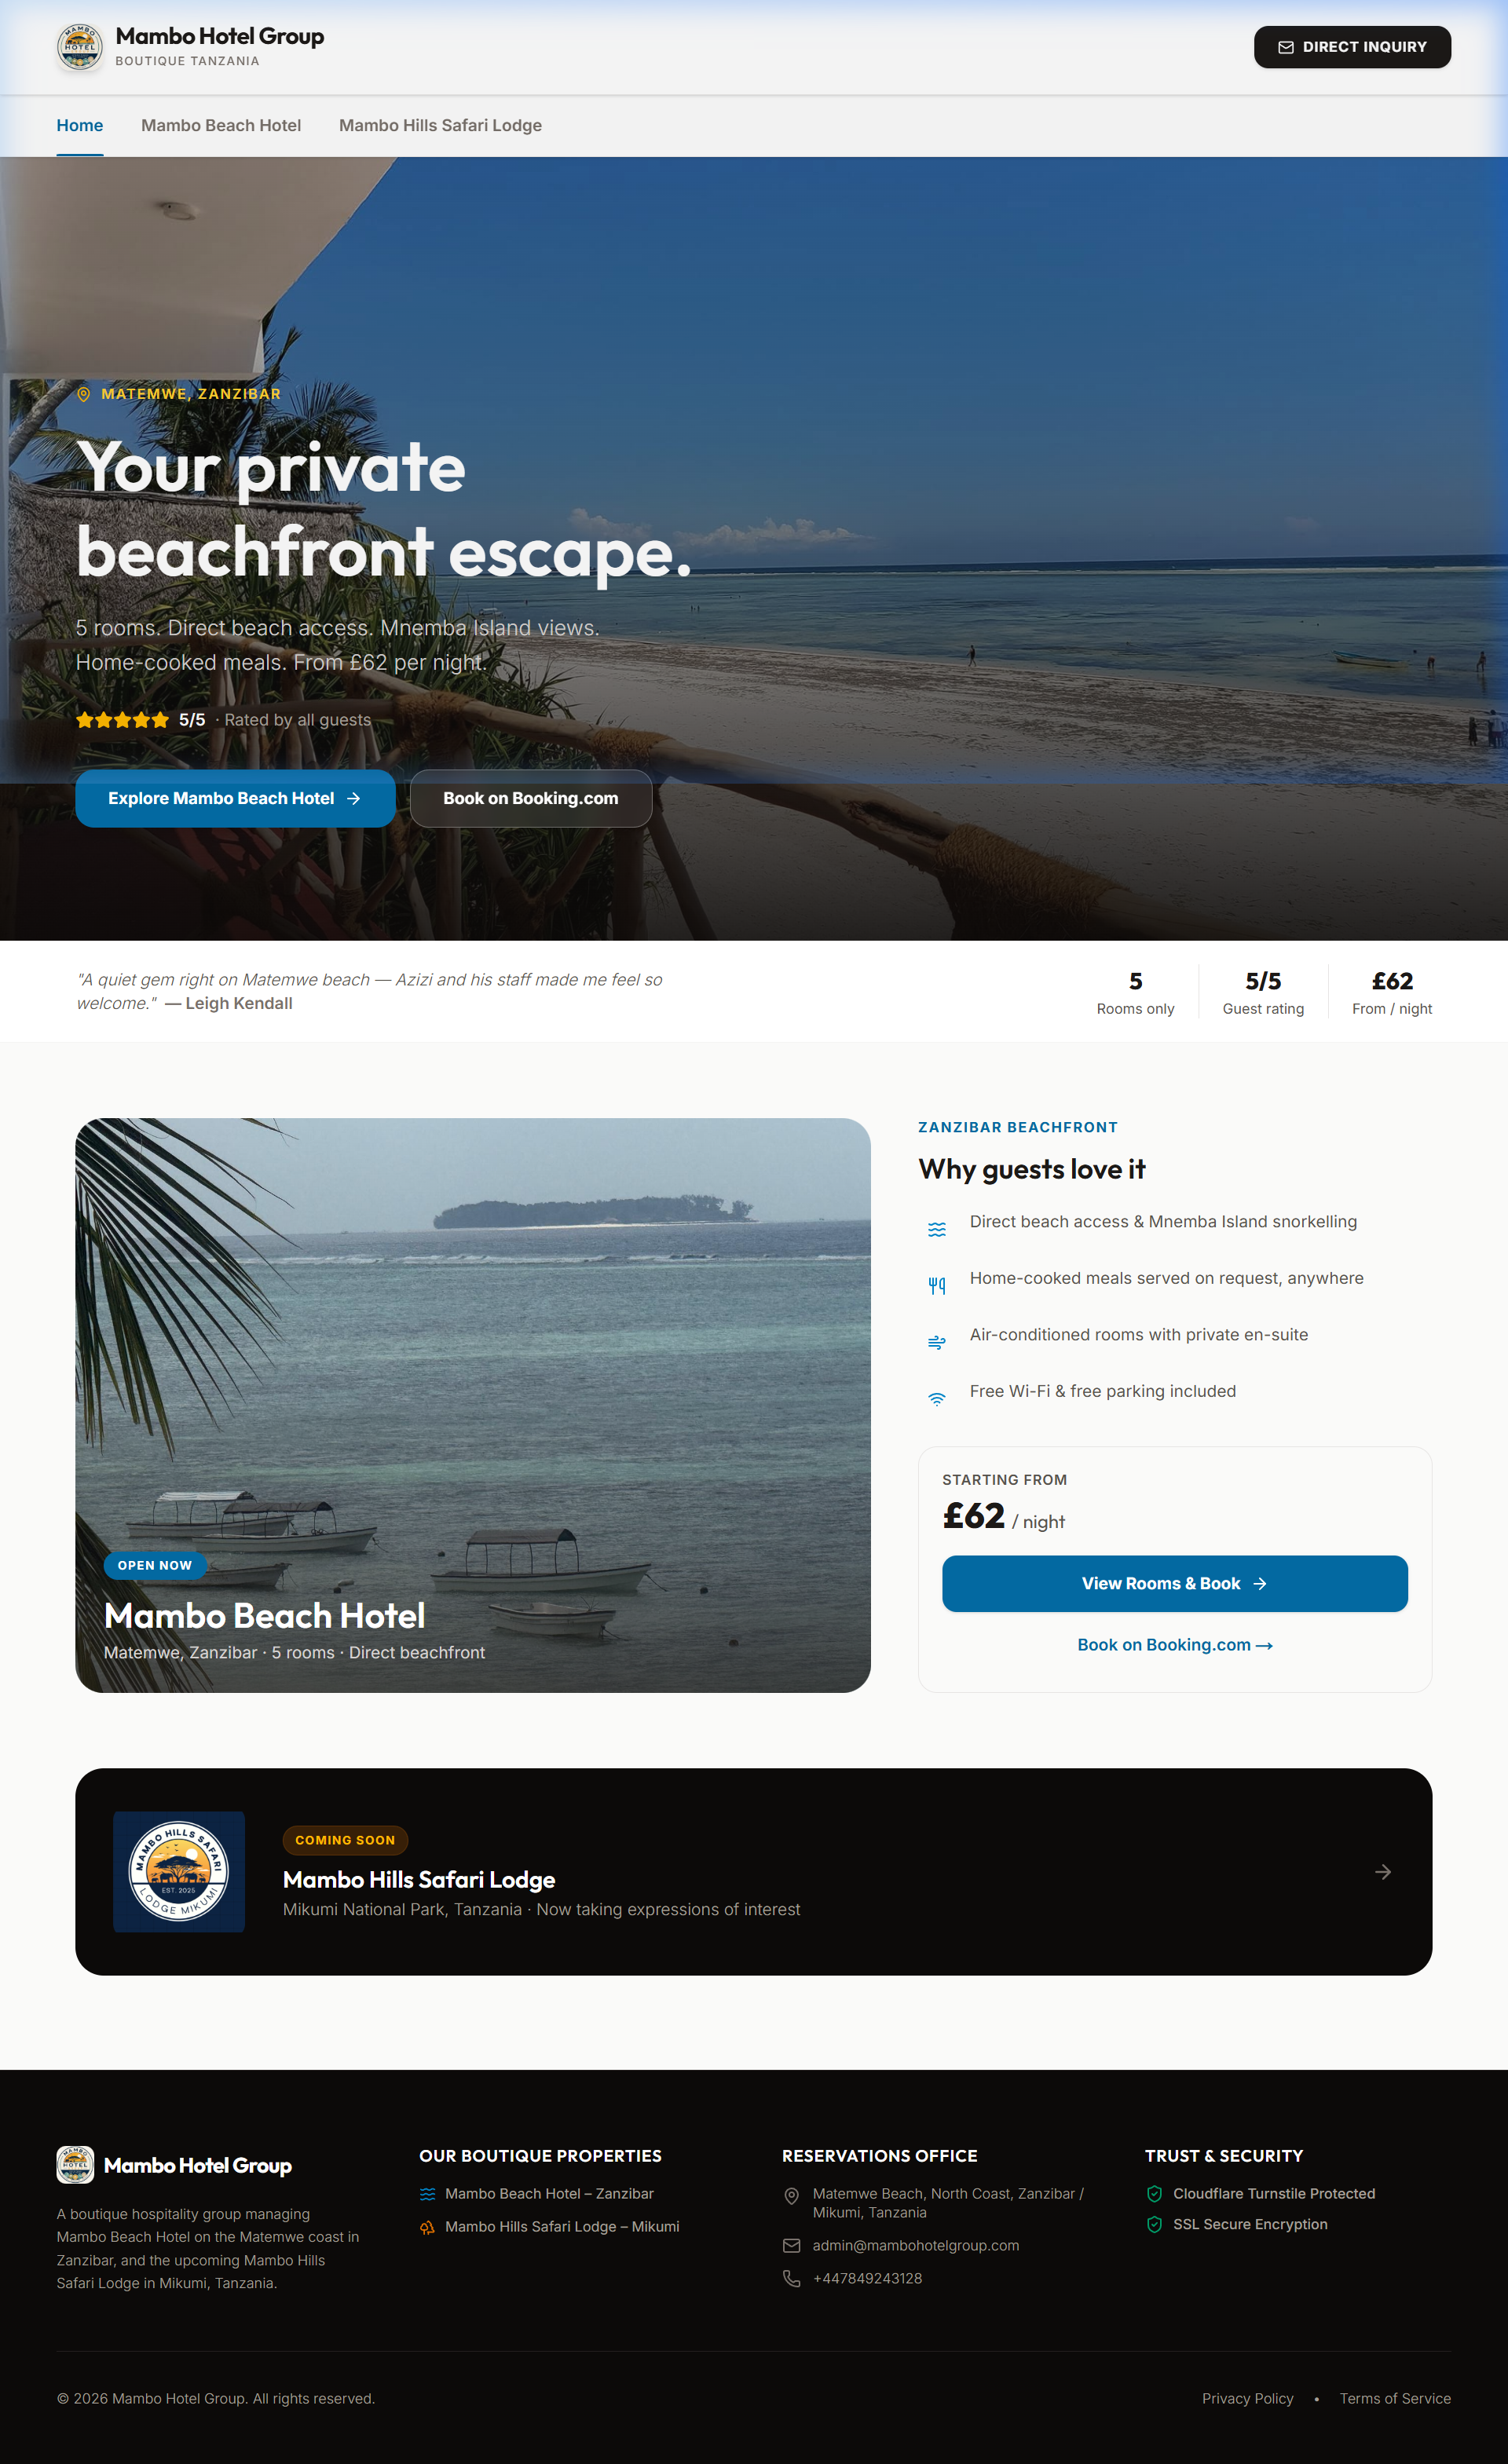 MAMBO
HOTEL
Mambo Hotel Group
BOUTIQUE TANZANIA
DIRECT INQUIRY
Home
Mambo Beach Hotel
Mambo Hills Safari Lodge
MATEMWE, ZANZIBAR
Your private
beachfront escape.
5 rooms. Direct beach access. Mnemba Island views.
Home-cooked meals. From £62 per night.
5/5 · Rated by all guests
Explore Mambo Beach Hotel
Book on Booking.com
"A quiet gem right on Matemwe beach — Azizi and his staff made me feel so
welcome." — Leigh Kendall
5
Rooms only
5/5
Guest rating
£62
From / night
OPEN NOW
Mambo Beach Hotel
Matemwe, Zanzibar · 5 rooms · Direct beachfront
ZANZIBAR BEACHFRONT
Why guests love it
Direct beach access & Mnemba Island snorkelling
Home-cooked meals served on request, anywhere
Air-conditioned rooms with private en-suite
Free Wi-Fi & free parking included
STARTING FROM
£62 / night
View Rooms & Book
Book on Booking.com →
MAMBO HILLS SAFARI
EST. 2025
LODGE MIKUMI
COMING SOON
Mambo Hills Safari Lodge
Mikumi National Park, Tanzania · Now taking expressions of interest
MAMBO
HOTEL
Mambo Hotel Group
A boutique hospitality group managing
Mambo Beach Hotel on the Matemwe coast in
Zanzibar, and the upcoming Mambo Hills
Safari Lodge in Mikumi, Tanzania.
OUR BOUTIQUE PROPERTIES
Mambo Beach Hotel – Zanzibar
Mambo Hills Safari Lodge – Mikumi
RESERVATIONS OFFICE
Matemwe Beach, North Coast, Zanzibar /
Mikumi, Tanzania
admin@mambohotelgroup.com
+447849243128
TRUST & SECURITY
Cloudflare Turnstile Protected
SSL Secure Encryption
© 2026 Mambo Hotel Group. All rights reserved.
Privacy Policy • Terms of Service